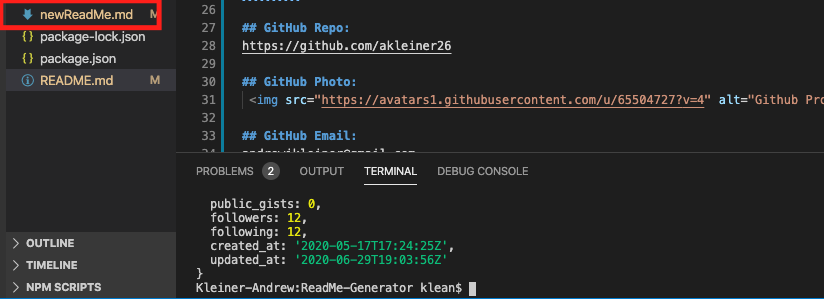 newReadMe.md M
package-lock.json
package.json
README.md M
OUTLINE
TIMELINE
NPM SCRIPTS
26
27 ## GitHub Repo:
28 https://github.com/akleiner26
29
30 ## GitHub Photo:
31 <img src="https://avatars1.githubusercontent.com/u/65504727?v=4" alt="Github Pro
32
33 ## GitHub Email:
PROBLEMS 2 OUTPUT TERMINAL DEBUG CONSOLE
public_gists: 0,
followers: 12,
following: 12,
created_at: '2020-05-17T17:24:25Z',
updated_at: '2020-06-29T19:03:56Z'
}
Kleiner-Andrew:ReadMe-Generator klean$